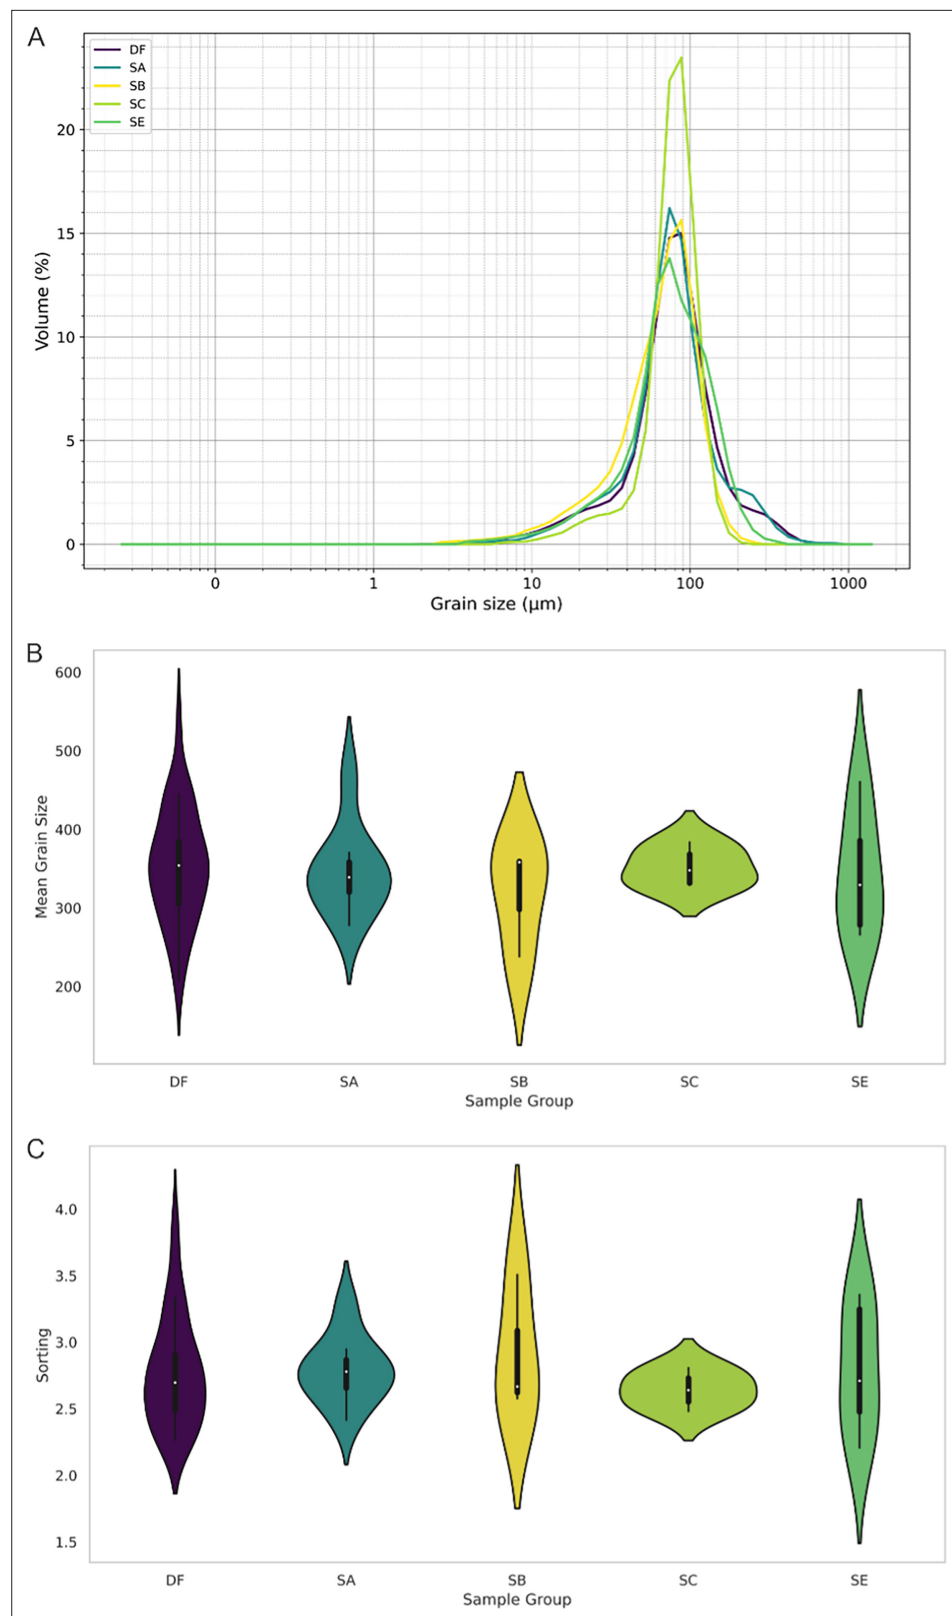 A
DF
SA
SB
SC
SE
20
15
10
5
0
Volume (%)
0 1 10 100 1000
Grain size (μm)
B
600
500
400
300
200
Mean Grain Size
DF SA SB SC SE
Sample Group
C
4.0
3.5
3.0
2.5
2.0
1.5
Sorting
DF SA SB SC SE
Sample Group